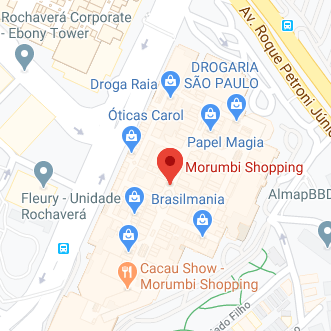 Rochaverá Corporate
- Ebony Tower
Av. Roque Petroni Júni
DROGARIA
SÃO PAULO
Droga Raia
Óticas Carol
Papel Magia
Morumbi Shopping
Fleury - Unidade
Rochaverá
Brasilmania
AlmapBBD
Cacau Show -
Morumbi Shopping
ado Filho